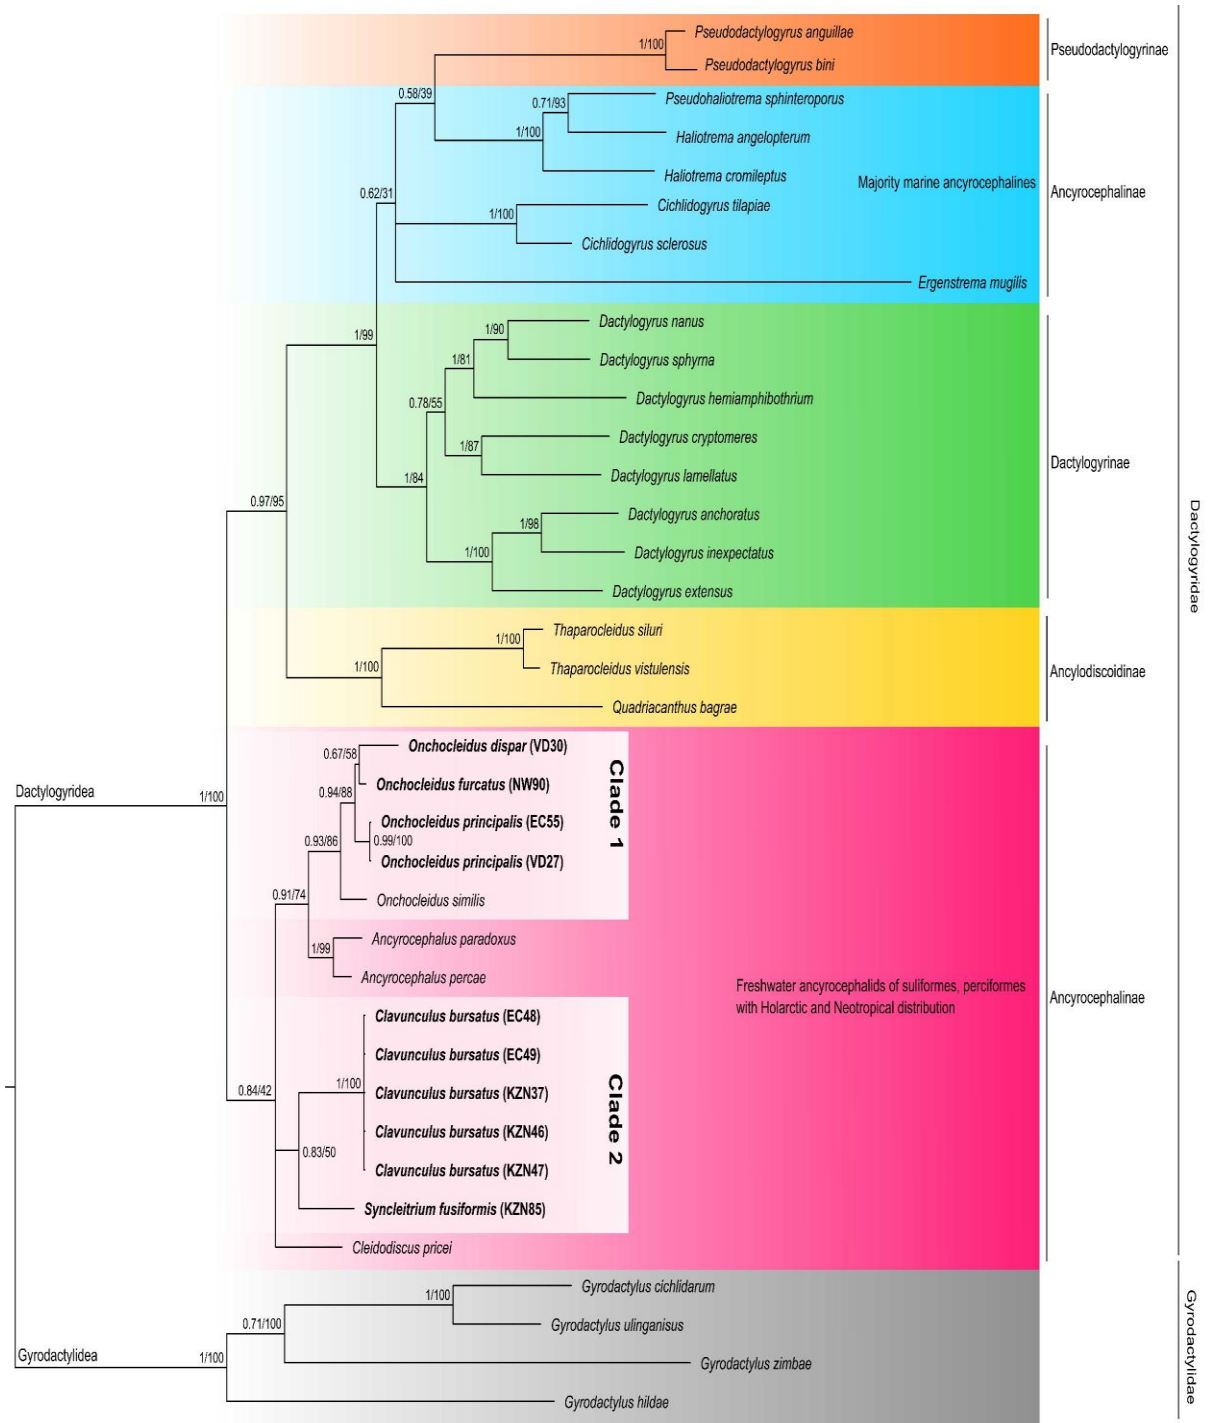 Pseudodactylogyrus anguillae
1/100
Pseudodactylogyrinae
Pseudodactylogyrus bini
0.58/39
Pseudohaliotrema sphinteroporus
0.71/93
1/100
Haliotrema angelopterum
Haliotrema cromileptus
Majority marine ancyrocephalines
Ancyrocephalinae
0.62/31
Cichlidogyrus tilapiae
1/100
Cichlidogyrus sclerosus
Ergenstrema mugilis
1/99
Dactylogyrus nanus
1/90
Dactylogyrus sphyrna
1/81
Dactylogyrus hemiamphibothrium
0.78/55
Dactylogyrus cryptomeres
1/87
Dactylogyrus lamellatus
Dactylogyrinae
1/84
0.97/95
Dactylogyrus anchoratus
1/98
Dactylogyrus inexpectatus
1/100
Dactylogyrus extensus
Dactylogyridae
Thaparocleidus siluri
1/100
Thaparocleidus vistulensis
1/100
Ancylodiscoidinae
Quadriacanthus bagrae
Onchocleidus dispar (VD30)
0.67/58
Onchocleidus furcatus (NW90)
0.94/88
Dactylogyridea
1/100
Onchocleidus principalis (EC55)
0.99/100
0.93/86
Onchocleidus principalis (VD27)
Clade 1
Onchocleidus similis
0.91/74
Ancyrocephalus paradoxus
1/99
Ancyrocephalus percae
Freshwater ancyrocephalids of suliformes, perciformes
with Holarctic and Neotropical distribution
Ancyrocephalinae
Clavunculus bursatus (EC48)
Clavunculus bursatus (EC49)
1/100
Clavunculus bursatus (KZN37)
0.84/42
Clavunculus bursatus (KZN46)
Clade 2
0.83/50
Clavunculus bursatus (KZN47)
Syncleitrium fusiformis (KZN85)
Cleidodiscus pricei
Gyrodactylus cichlidarum
1/100
Gyrodactylus ulinganisus
0.71/100
Gyrodactylidea
1/100
Gyrodactylus zimbae
Gyrodactylus hildae
Gyrodactylidae